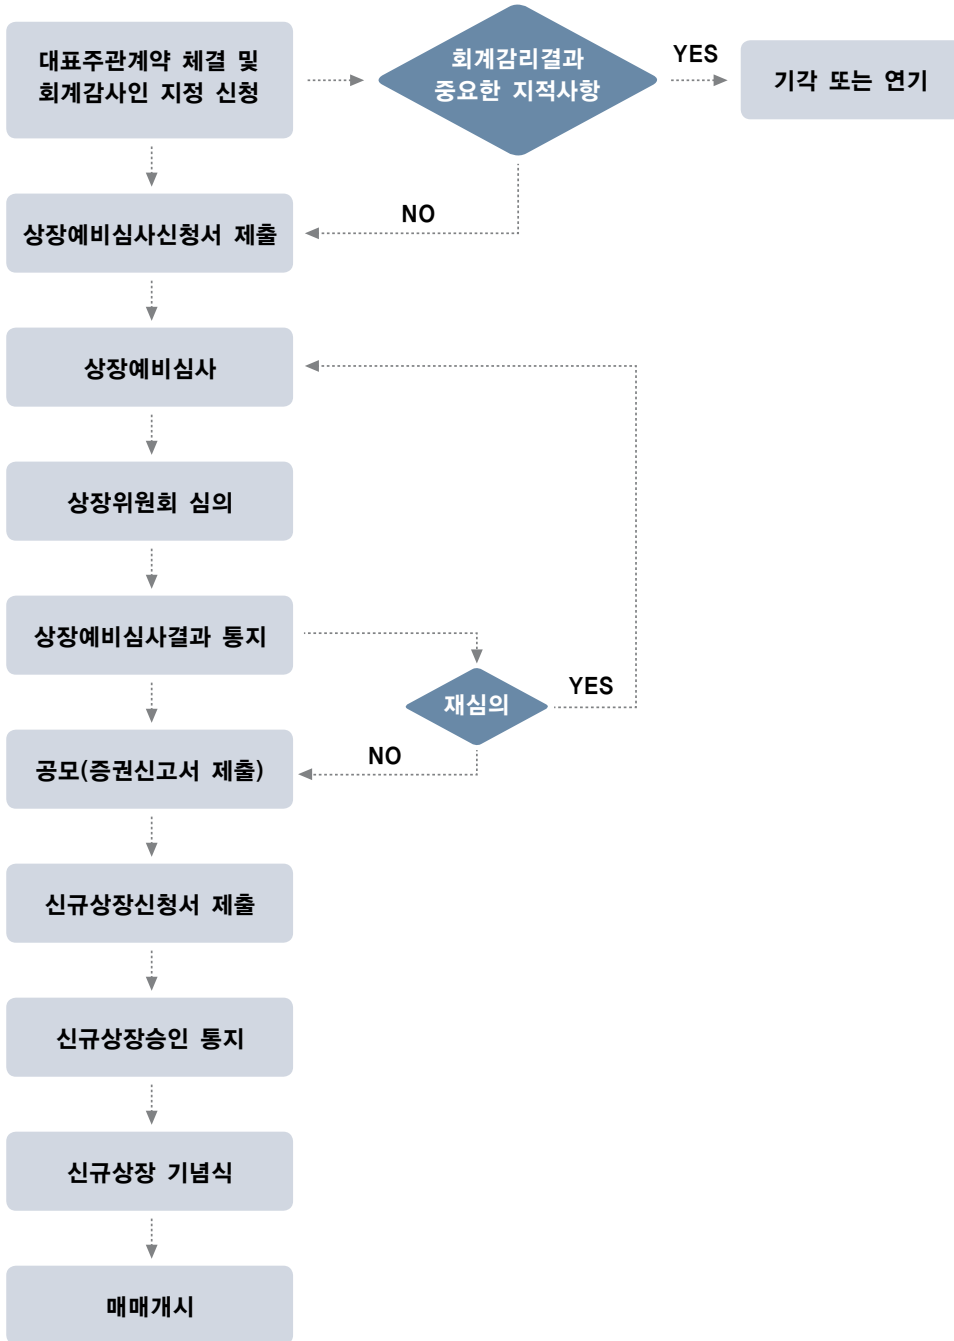 대표주관계약 체결 및
회계감사인 지정 신청
회계감리결과
중요한 지적사항
YES
기각 또는 연기
NO
상장예비심사신청서 제출
상장예비심사
상장위원회 심의
상장예비심사결과 통지
재심의
YES
NO
공모(증권신고서 제출)
신규상장신청서 제출
신규상장승인 통지
신규상장 기념식
매매개시